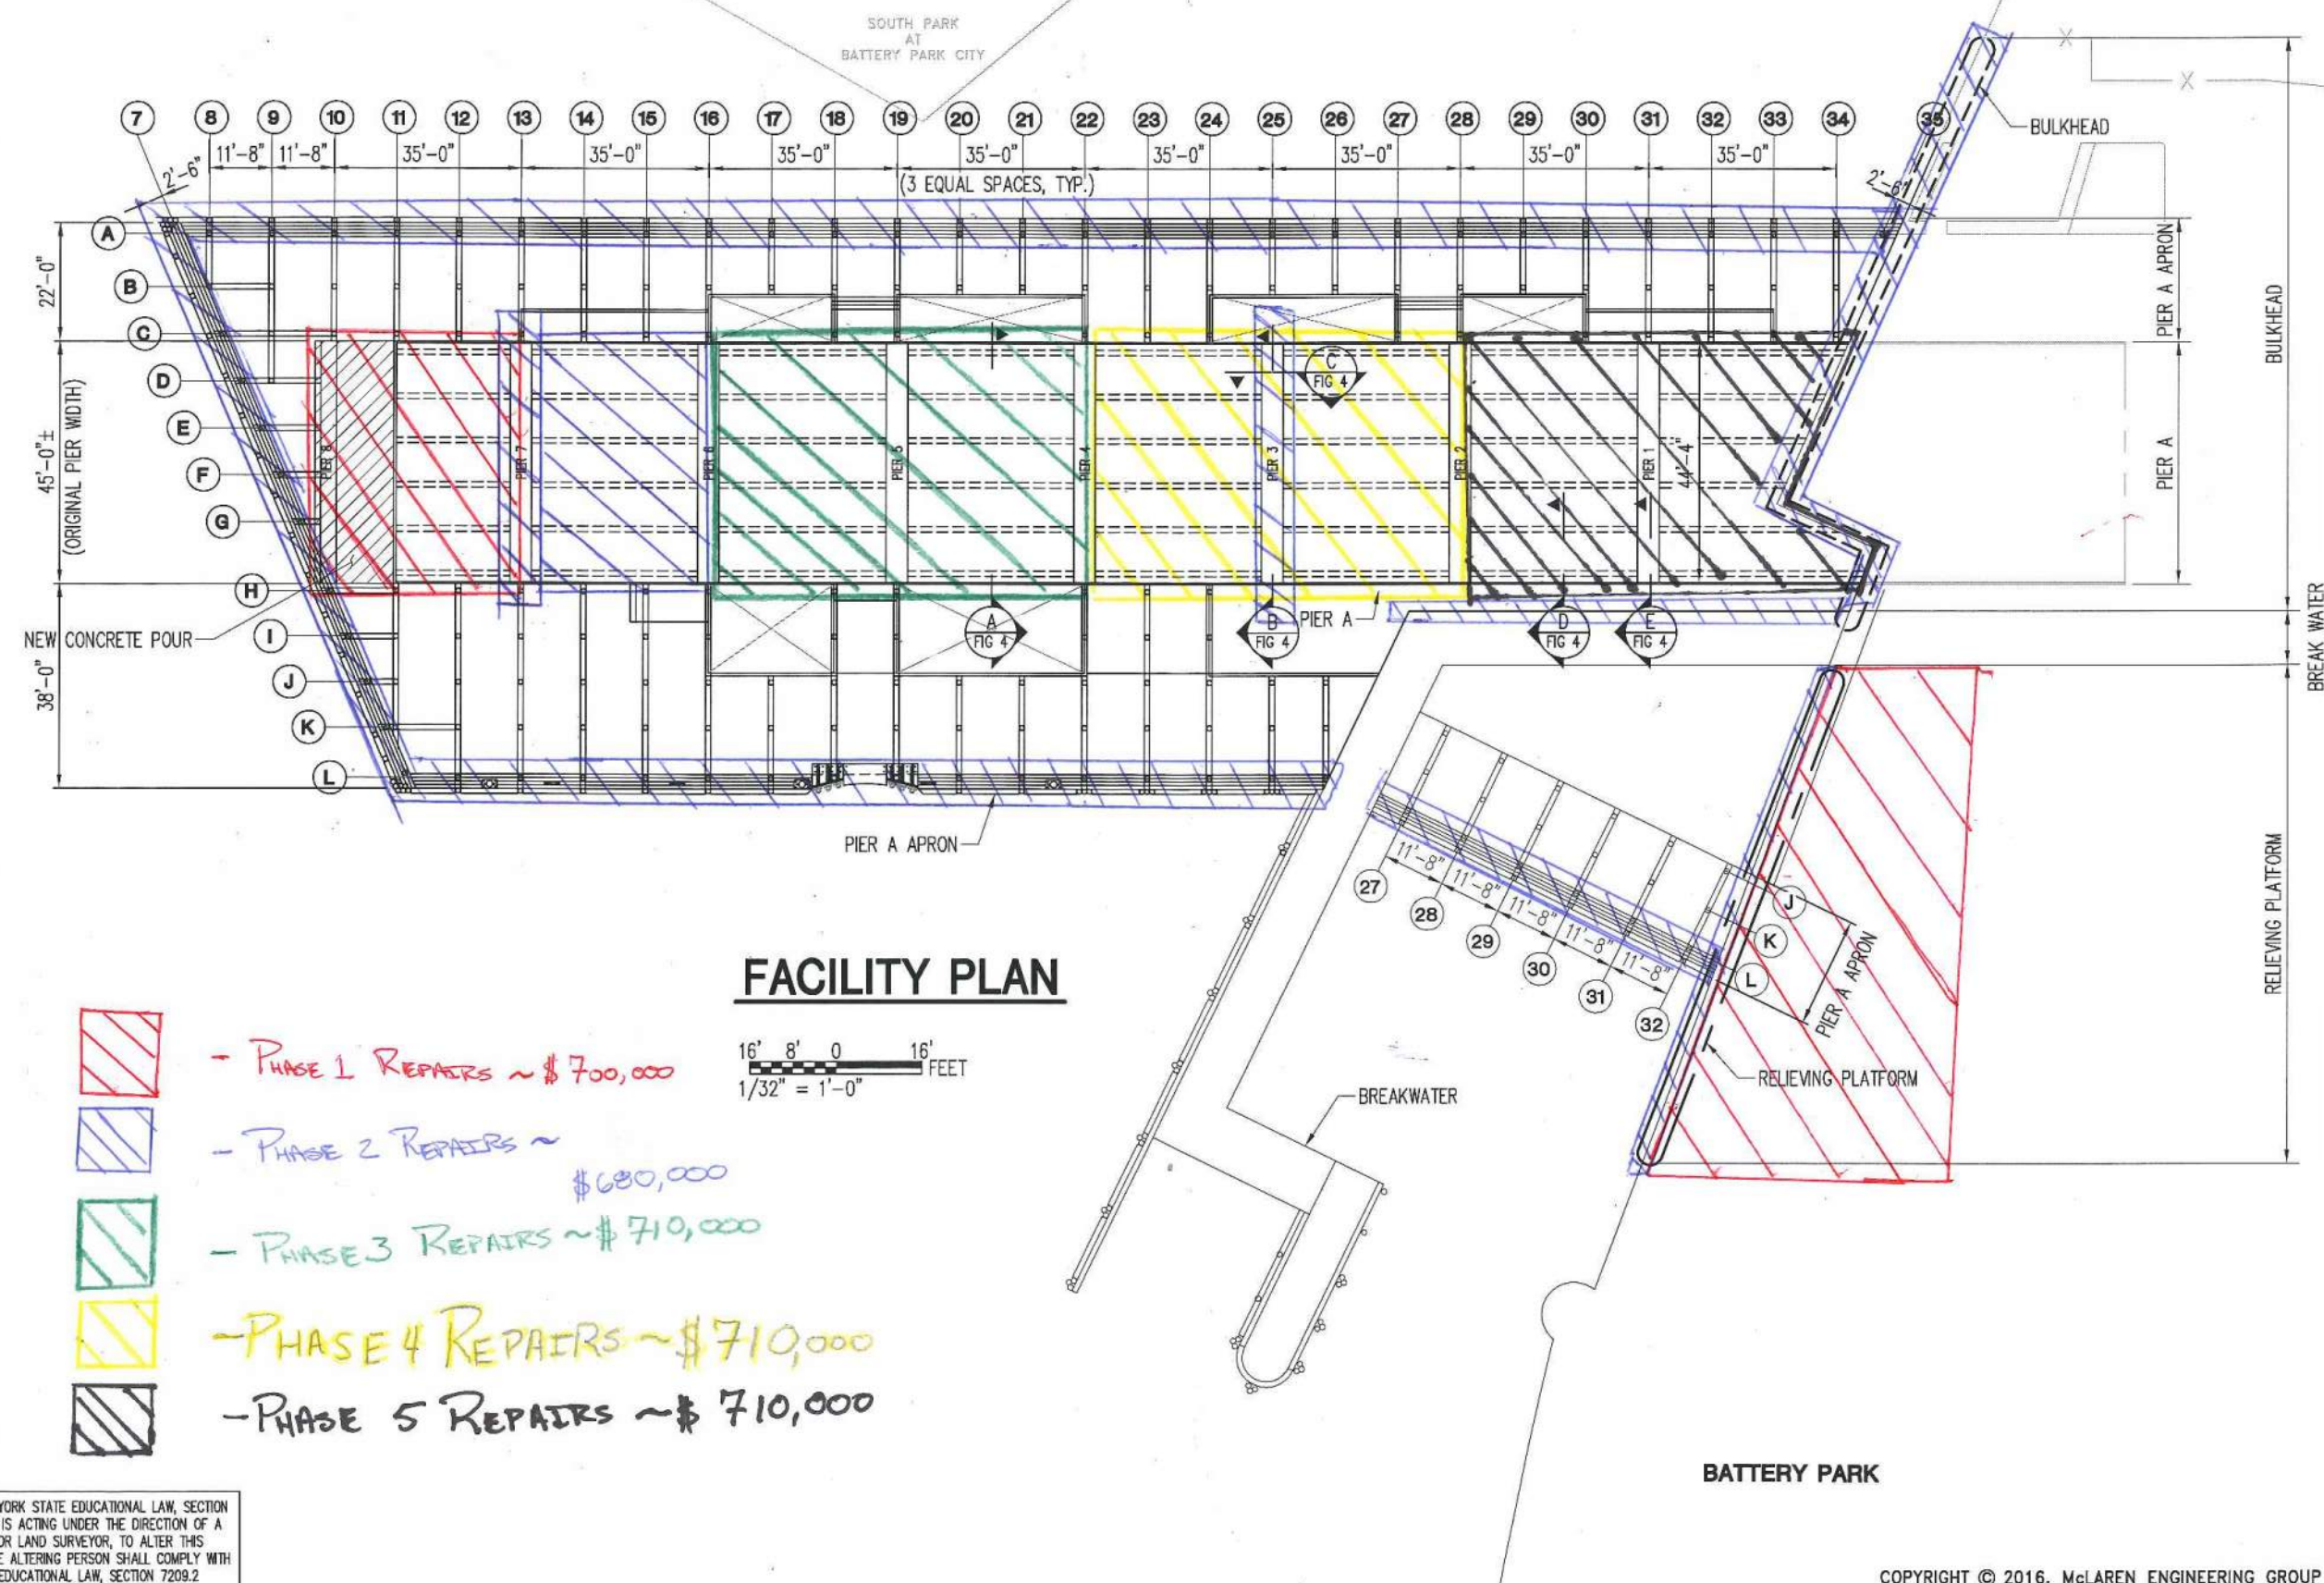 SOUTH PARK
AT
BATTERY PARK CITY
7 8 9 10 11 12 13 14 15 16 17 18 19 20 21 22 23 24 25 26 27 28 29 30 31 32 33 34 35
BULKHEAD
11'-8" 11'-8" 35'-0" 35'-0" 35'-0" 35'-0" 35'-0" 35'-0" 35'-0" 35'-0"
2'-6"
(3 EQUAL SPACES, TYP.)
2'-6"
A
B
C
D
E
F
G
H
I
J
K
L
22'-0"
45'-0"±
(ORIGINAL PIER WIDTH)
38'-0"
NEW CONCRETE POUR
PIER 8
PIER 7
PIER 6
PIER 5
PIER 4
PIER 3
PIER 2
PIER 1
44'-4"
C
FIG 4
A
FIG 4
B
FIG 4
PIER A
D
FIG 4
E
FIG 4
PIER A APRON
PIER A
BULKHEAD
BREAK WATER
RELIEVING PLATFORM
PIER A APRON
11'-8" 11'-8" 11'-8" 11'-8" 11'-8"
27
28
29
30
31
32
J
K
L
PIER A APRON
RELIEVING PLATFORM
BREAKWATER
FACILITY PLAN
16' 8' 0 16'
FEET
1/32" = 1'-0"
- PHASE 1 REPAIRS ~ $ 700,000
- PHASE 2 REPAIRS ~
$680,000
- PHASE 3 REPAIRS ~ $ 710,000
- PHASE 4 REPAIRS ~ $ 710,000
- PHASE 5 REPAIRS ~ $ 710,000
BATTERY PARK
YORK STATE EDUCATIONAL LAW, SECTION
IS ACTING UNDER THE DIRECTION OF A
OR LAND SURVEYOR, TO ALTER THIS
ALTERING PERSON SHALL COMPLY WITH
EDUCATIONAL LAW, SECTION 7209.2
COPYRIGHT © 2016, McLAREN ENGINEERING GROUP